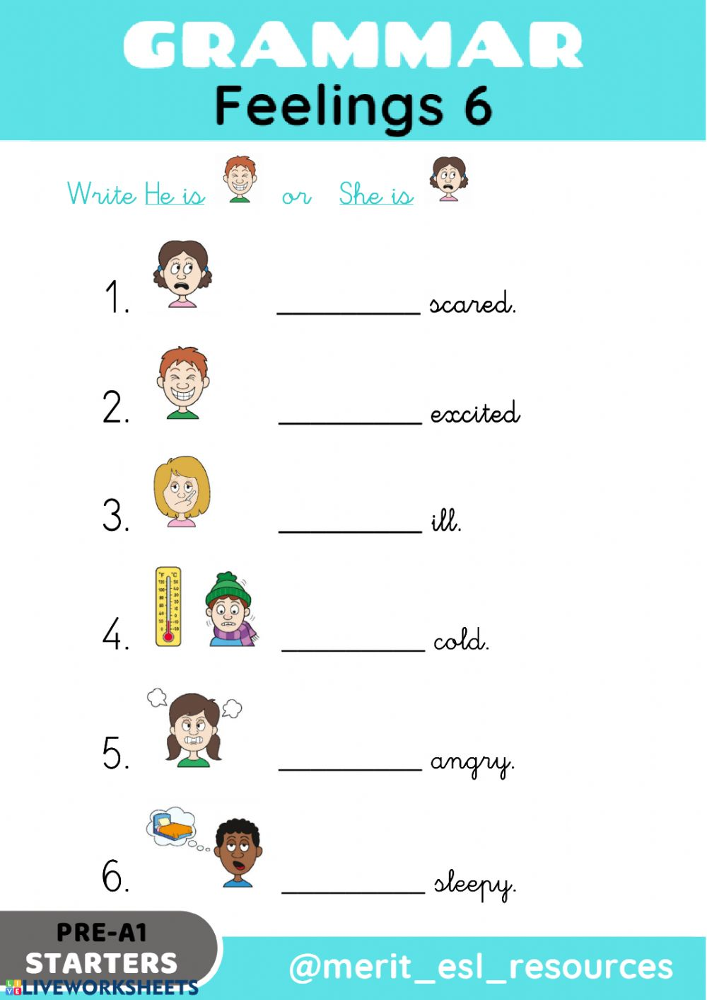 GRAMMAR
Feelings 6
Write He is or She is
1. __________ scared.
2. __________ excited
3. __________ ill.
°F °C
4. __________ cold.
5. __________ angry.
6. __________ sleepy.
PRE-A1
STARTERS
@merit_esl_resources
LIVE LIVEWORKSHEETS